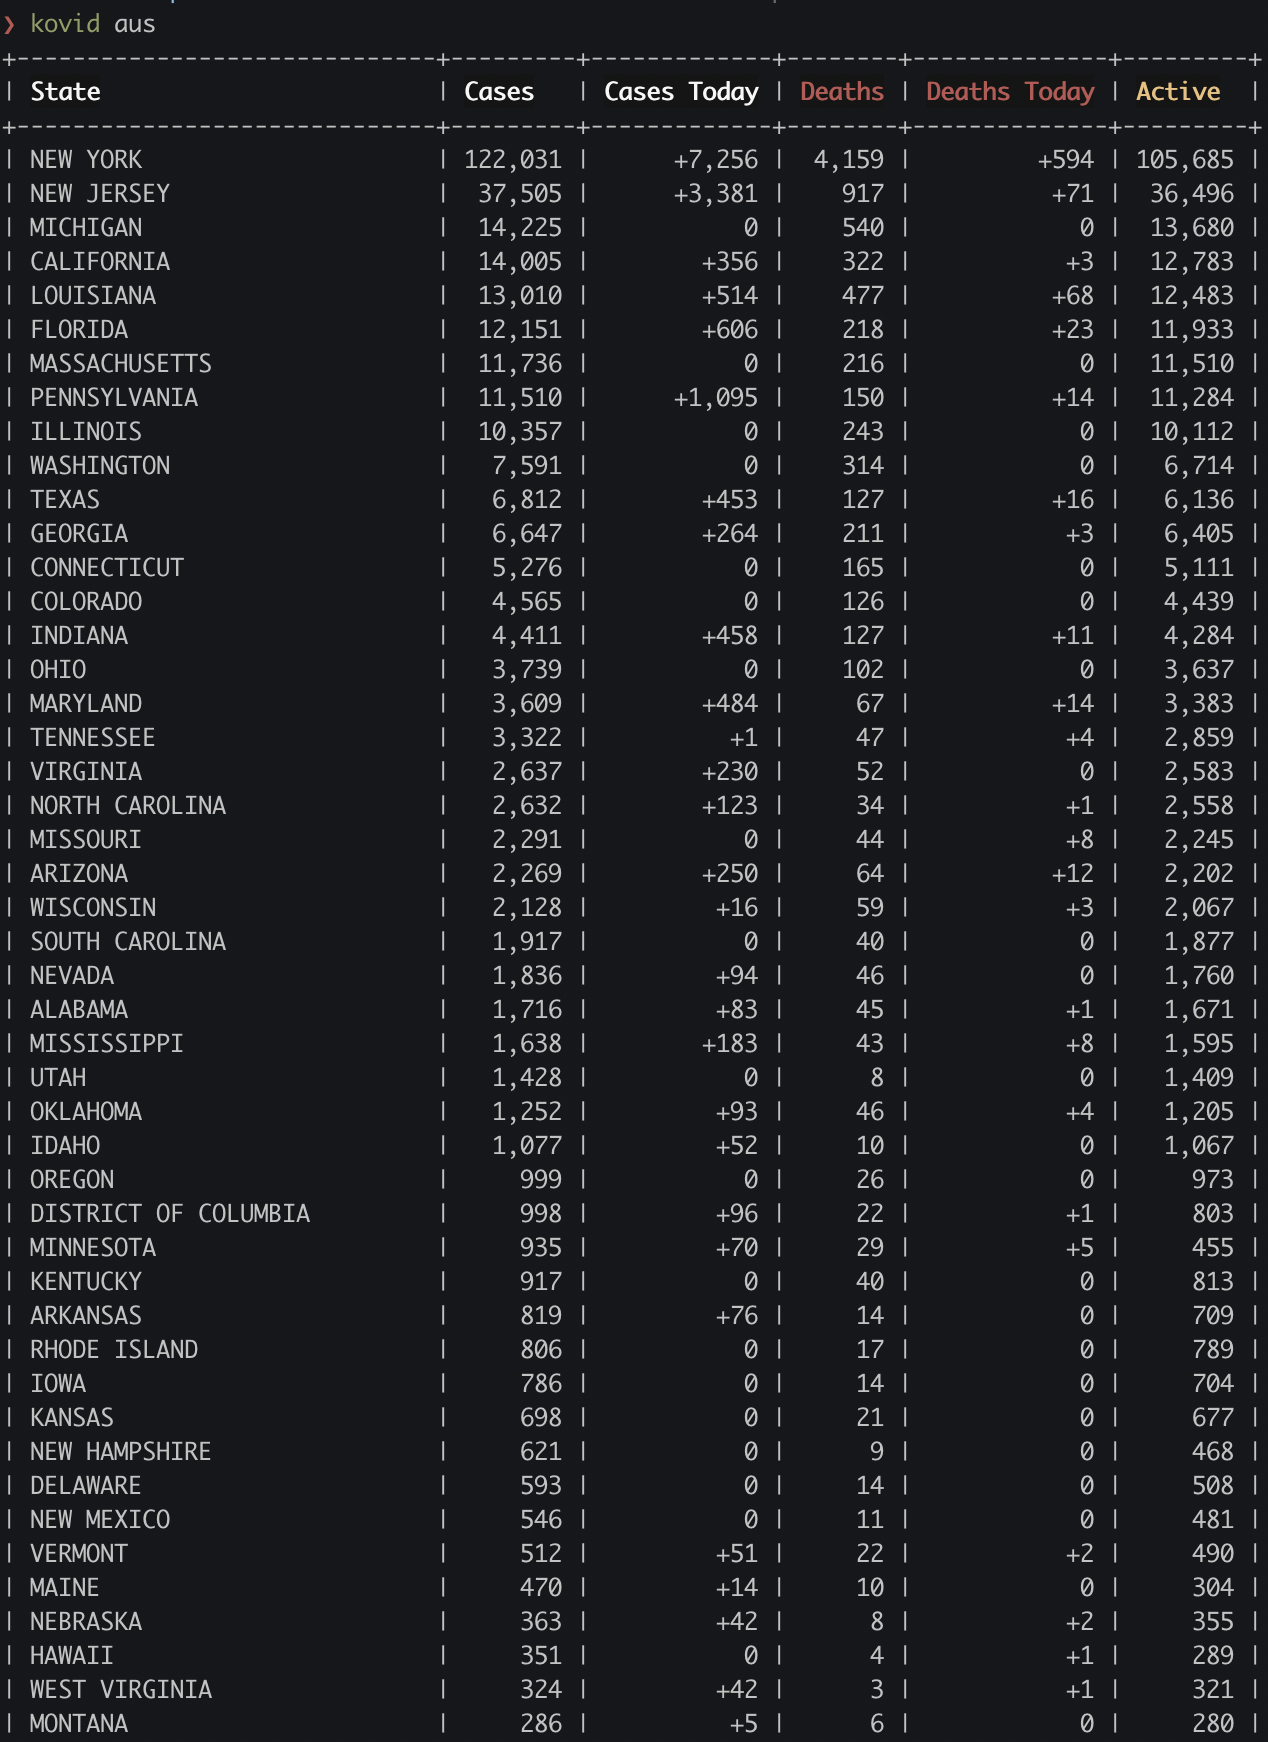 ❯ kovid aus
+------------------------------+---------+-------------+--------+--------------+---------+
| State                        | Cases   | Cases Today | Deaths | Deaths Today | Active  |
+------------------------------+---------+-------------+--------+--------------+---------+
| NEW YORK                     | 122,031 |      +7,256 |  4,159 |         +594 | 105,685 |
| NEW JERSEY                   |  37,505 |      +3,381 |    917 |          +71 |  36,496 |
| MICHIGAN                     |  14,225 |           0 |    540 |            0 |  13,680 |
| CALIFORNIA                   |  14,005 |        +356 |    322 |           +3 |  12,783 |
| LOUISIANA                    |  13,010 |        +514 |    477 |          +68 |  12,483 |
| FLORIDA                      |  12,151 |        +606 |    218 |          +23 |  11,933 |
| MASSACHUSETTS                |  11,736 |           0 |    216 |            0 |  11,510 |
| PENNSYLVANIA                 |  11,510 |      +1,095 |    150 |          +14 |  11,284 |
| ILLINOIS                     |  10,357 |           0 |    243 |            0 |  10,112 |
| WASHINGTON                   |   7,591 |           0 |    314 |            0 |   6,714 |
| TEXAS                        |   6,812 |        +453 |    127 |          +16 |   6,136 |
| GEORGIA                      |   6,647 |        +264 |    211 |           +3 |   6,405 |
| CONNECTICUT                  |   5,276 |           0 |    165 |            0 |   5,111 |
| COLORADO                     |   4,565 |           0 |    126 |            0 |   4,439 |
| INDIANA                      |   4,411 |        +458 |    127 |          +11 |   4,284 |
| OHIO                         |   3,739 |           0 |    102 |            0 |   3,637 |
| MARYLAND                     |   3,609 |        +484 |     67 |          +14 |   3,383 |
| TENNESSEE                    |   3,322 |          +1 |     47 |           +4 |   2,859 |
| VIRGINIA                     |   2,637 |        +230 |     52 |            0 |   2,583 |
| NORTH CAROLINA               |   2,632 |        +123 |     34 |           +1 |   2,558 |
| MISSOURI                     |   2,291 |           0 |     44 |           +8 |   2,245 |
| ARIZONA                      |   2,269 |        +250 |     64 |          +12 |   2,202 |
| WISCONSIN                    |   2,128 |         +16 |     59 |           +3 |   2,067 |
| SOUTH CAROLINA               |   1,917 |           0 |     40 |            0 |   1,877 |
| NEVADA                       |   1,836 |         +94 |     46 |            0 |   1,760 |
| ALABAMA                      |   1,716 |         +83 |     45 |           +1 |   1,671 |
| MISSISSIPPI                  |   1,638 |        +183 |     43 |           +8 |   1,595 |
| UTAH                         |   1,428 |           0 |      8 |            0 |   1,409 |
| OKLAHOMA                     |   1,252 |         +93 |     46 |           +4 |   1,205 |
| IDAHO                        |   1,077 |         +52 |     10 |            0 |   1,067 |
| OREGON                       |     999 |           0 |     26 |            0 |     973 |
| DISTRICT OF COLUMBIA         |     998 |         +96 |     22 |           +1 |     803 |
| MINNESOTA                    |     935 |         +70 |     29 |           +5 |     455 |
| KENTUCKY                     |     917 |           0 |     40 |            0 |     813 |
| ARKANSAS                     |     819 |         +76 |     14 |            0 |     709 |
| RHODE ISLAND                 |     806 |           0 |     17 |            0 |     789 |
| IOWA                         |     786 |           0 |     14 |            0 |     704 |
| KANSAS                       |     698 |           0 |     21 |            0 |     677 |
| NEW HAMPSHIRE                |     621 |           0 |      9 |            0 |     468 |
| DELAWARE                     |     593 |           0 |     14 |            0 |     508 |
| NEW MEXICO                   |     546 |           0 |     11 |            0 |     481 |
| VERMONT                      |     512 |         +51 |     22 |           +2 |     490 |
| MAINE                        |     470 |         +14 |     10 |            0 |     304 |
| NEBRASKA                     |     363 |         +42 |      8 |           +2 |     355 |
| HAWAII                       |     351 |           0 |      4 |           +1 |     289 |
| WEST VIRGINIA                |     324 |         +42 |      3 |           +1 |     321 |
| MONTANA                      |     286 |          +5 |      6 |            0 |     280 |